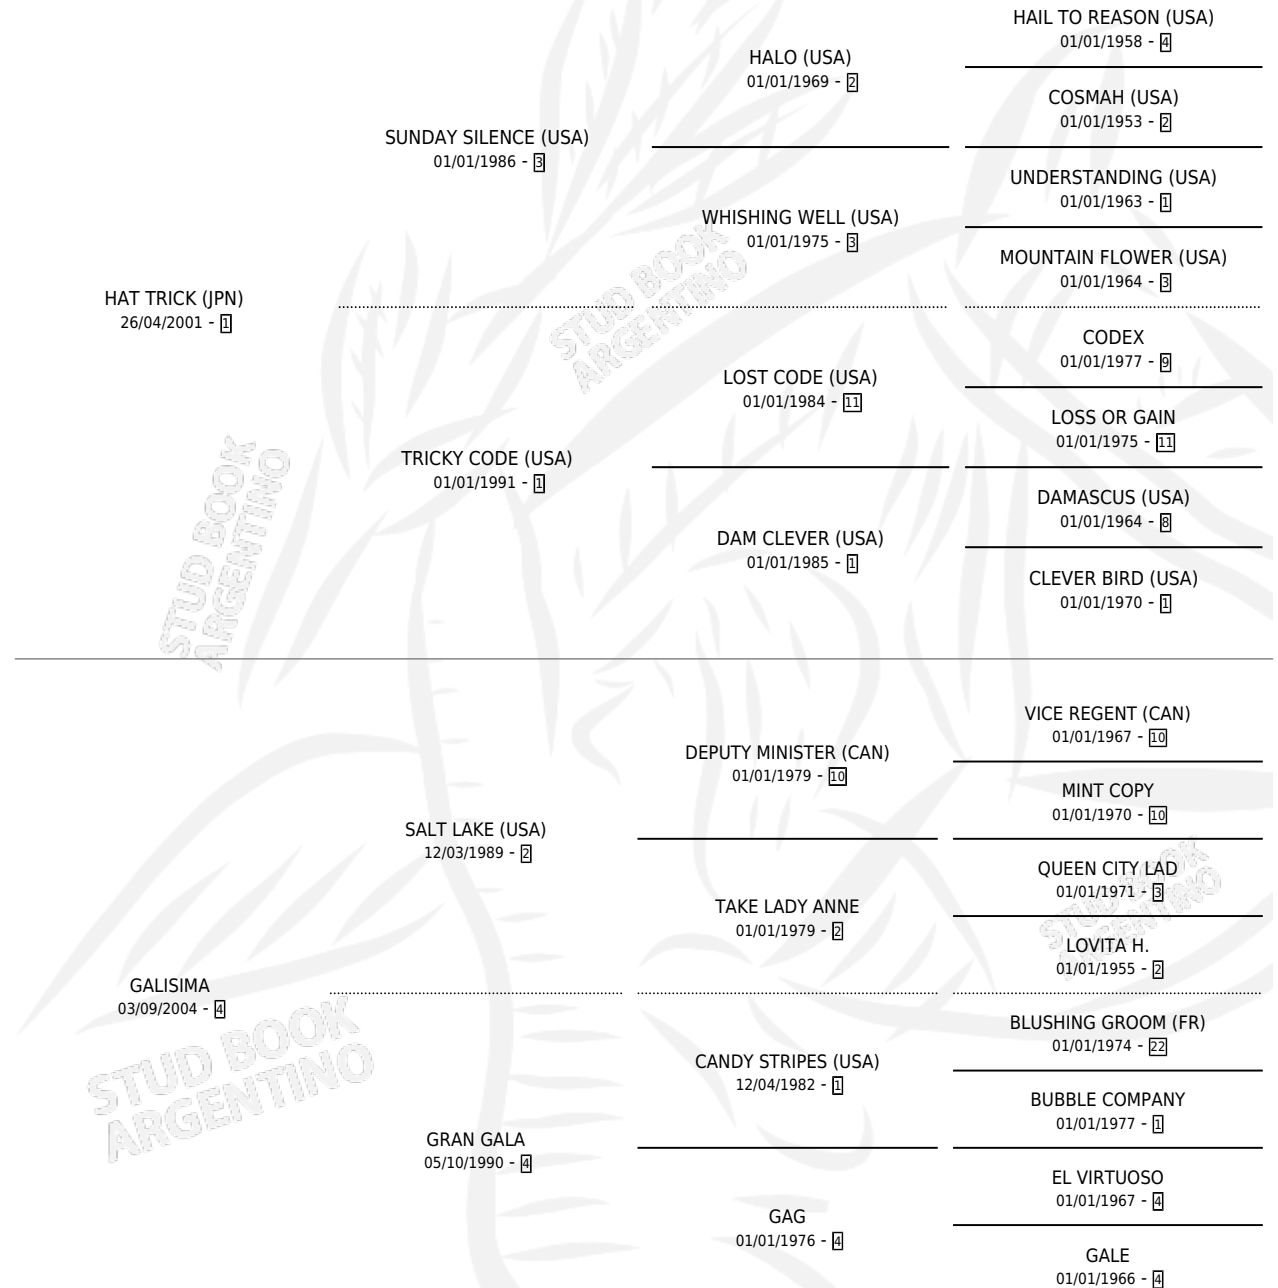 HAIL TO REASON (USA)
01/01/1958 - 4
HALO (USA)
01/01/1969 - 2
COSMAH (USA)
01/01/1953 - 2
SUNDAY SILENCE (USA)
01/01/1986 - 3
UNDERSTANDING (USA)
01/01/1963 - 1
WHISHING WELL (USA)
01/01/1975 - 3
MOUNTAIN FLOWER (USA)
01/01/1964 - 3
HAT TRICK (JPN)
26/04/2001 - 1
CODEX
01/01/1977 - 9
LOST CODE (USA)
01/01/1984 - 11
LOSS OR GAIN
01/01/1975 - 11
TRICKY CODE (USA)
01/01/1991 - 1
DAMASCUS (USA)
01/01/1964 - 8
DAM CLEVER (USA)
01/01/1985 - 1
CLEVER BIRD (USA)
01/01/1970 - 1
VICE REGENT (CAN)
01/01/1967 - 10
DEPUTY MINISTER (CAN)
01/01/1979 - 10
MINT COPY
01/01/1970 - 10
SALT LAKE (USA)
12/03/1989 - 2
QUEEN CITY LAD
01/01/1971 - 3
TAKE LADY ANNE
01/01/1979 - 2
LOVITA H.
01/01/1955 - 2
GALISIMA
03/09/2004 - 4
BLUSHING GROOM (FR)
01/01/1974 - 22
CANDY STRIPES (USA)
12/04/1982 - 1
BUBBLE COMPANY
01/01/1977 - 1
GRAN GALA
05/10/1990 - 4
EL VIRTUOSO
01/01/1967 - 4
GAG
01/01/1976 - 4
GALE
01/01/1966 - 4
STUD BOOK
ARGENTINO
STUD BOOK
ARGENTINO
STUD BOOK
ARGENTINO
STUD BOOK
ARGENTINO